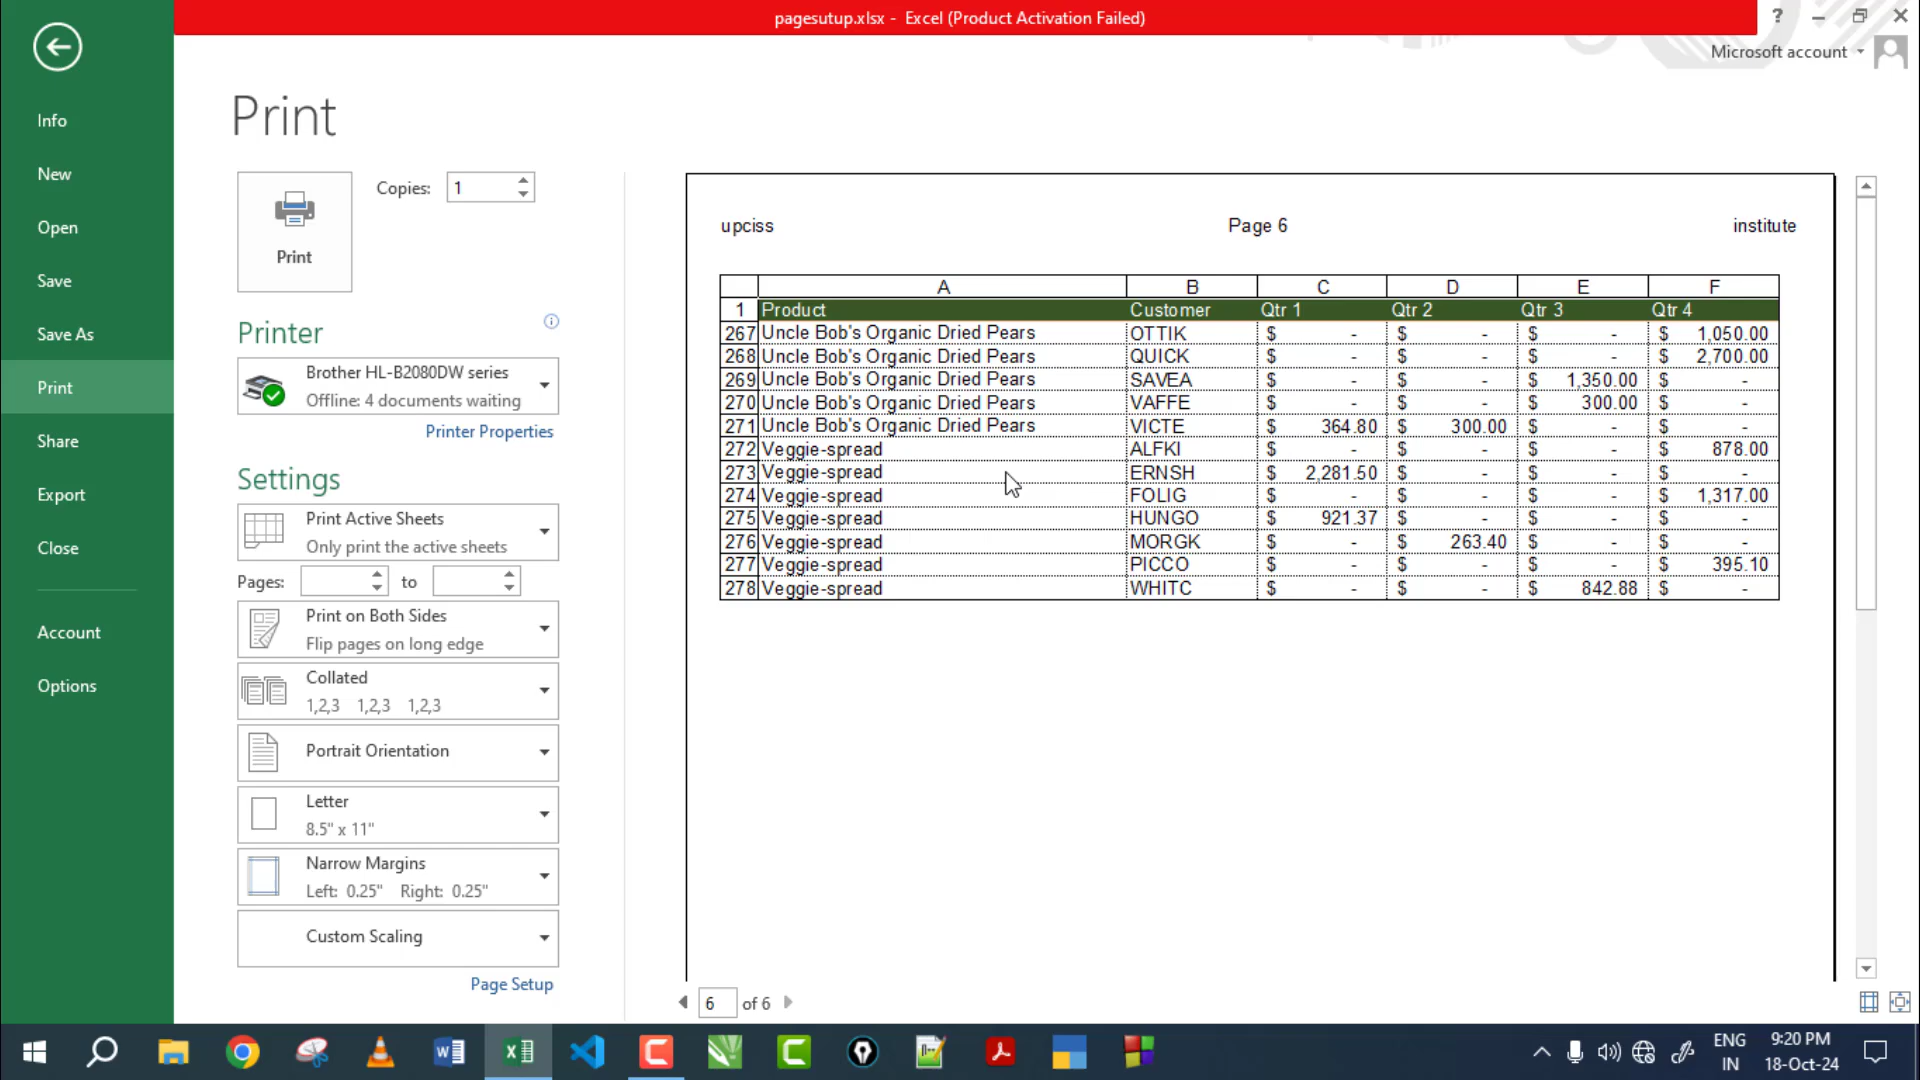 pagesutup.xlsx - Excel (Product Activation Failed)
?
Microsoft account
Info
New
Open
Save
Save As
Print
Share
Export
Close
Account
Options
Print
Print
Copies: 1
Printer
Brother HL-B2080DW series
Offline: 4 documents waiting
Printer Properties
Settings
Print Active Sheets
Only print the active sheets
Pages: to
Print on Both Sides
Flip pages on long edge
Collated
1,2,3 1,2,3 1,2,3
Portrait Orientation
Letter
8.5" x 11"
Narrow Margins
Left: 0.25" Right: 0.25"
Custom Scaling
Page Setup
upciss Page 6 institute
A B C D E F
1 Product Customer Qtr 1 Qtr 2 Qtr 3 Qtr 4
267 Uncle Bob's Organic Dried Pears OTTIK $ - $ - $ - $ 1,050.00
268 Uncle Bob's Organic Dried Pears QUICK $ - $ - $ - $ 2,700.00
269 Uncle Bob's Organic Dried Pears SAVEA $ - $ - $ 1,350.00 $ -
270 Uncle Bob's Organic Dried Pears VAFFE $ - $ - $ 300.00 $ -
271 Uncle Bob's Organic Dried Pears VICTE $ 364.80 $ 300.00 $ - $ -
272 Veggie-spread ALFKI $ - $ - $ - $ 878.00
273 Veggie-spread ERNSH $ 2,281.50 $ - $ - $ -
274 Veggie-spread FOLIG $ - $ - $ - $ 1,317.00
275 Veggie-spread HUNGO $ 921.37 $ - $ - $ -
276 Veggie-spread MORGK $ - $ 263.40 $ - $ -
277 Veggie-spread PICCO $ - $ - $ - $ 395.10
278 Veggie-spread WHITC $ - $ - $ 842.88 $ -
6 of 6
ENG
IN
9:20 PM
18-Oct-24